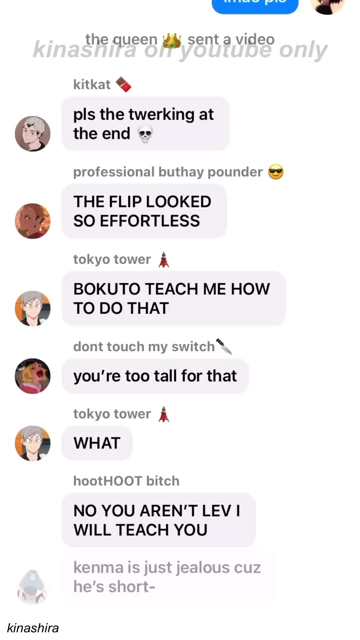 lmao pls
the queen 👑 sent a video
kinashira on youtube only
kitkat 🍫
pls the twerking at
the end 💀
professional buthay pounder 😎
THE FLIP LOOKED
SO EFFORTLESS
tokyo tower 🗼
BOKUTO TEACH ME HOW
TO DO THAT
dont touch my switch🔪
you're too tall for that
tokyo tower 🗼
WHAT
hootHOOT bitch
NO YOU AREN'T LEV I
WILL TEACH YOU
kenma is just jealous cuz
he's short-
kinashira